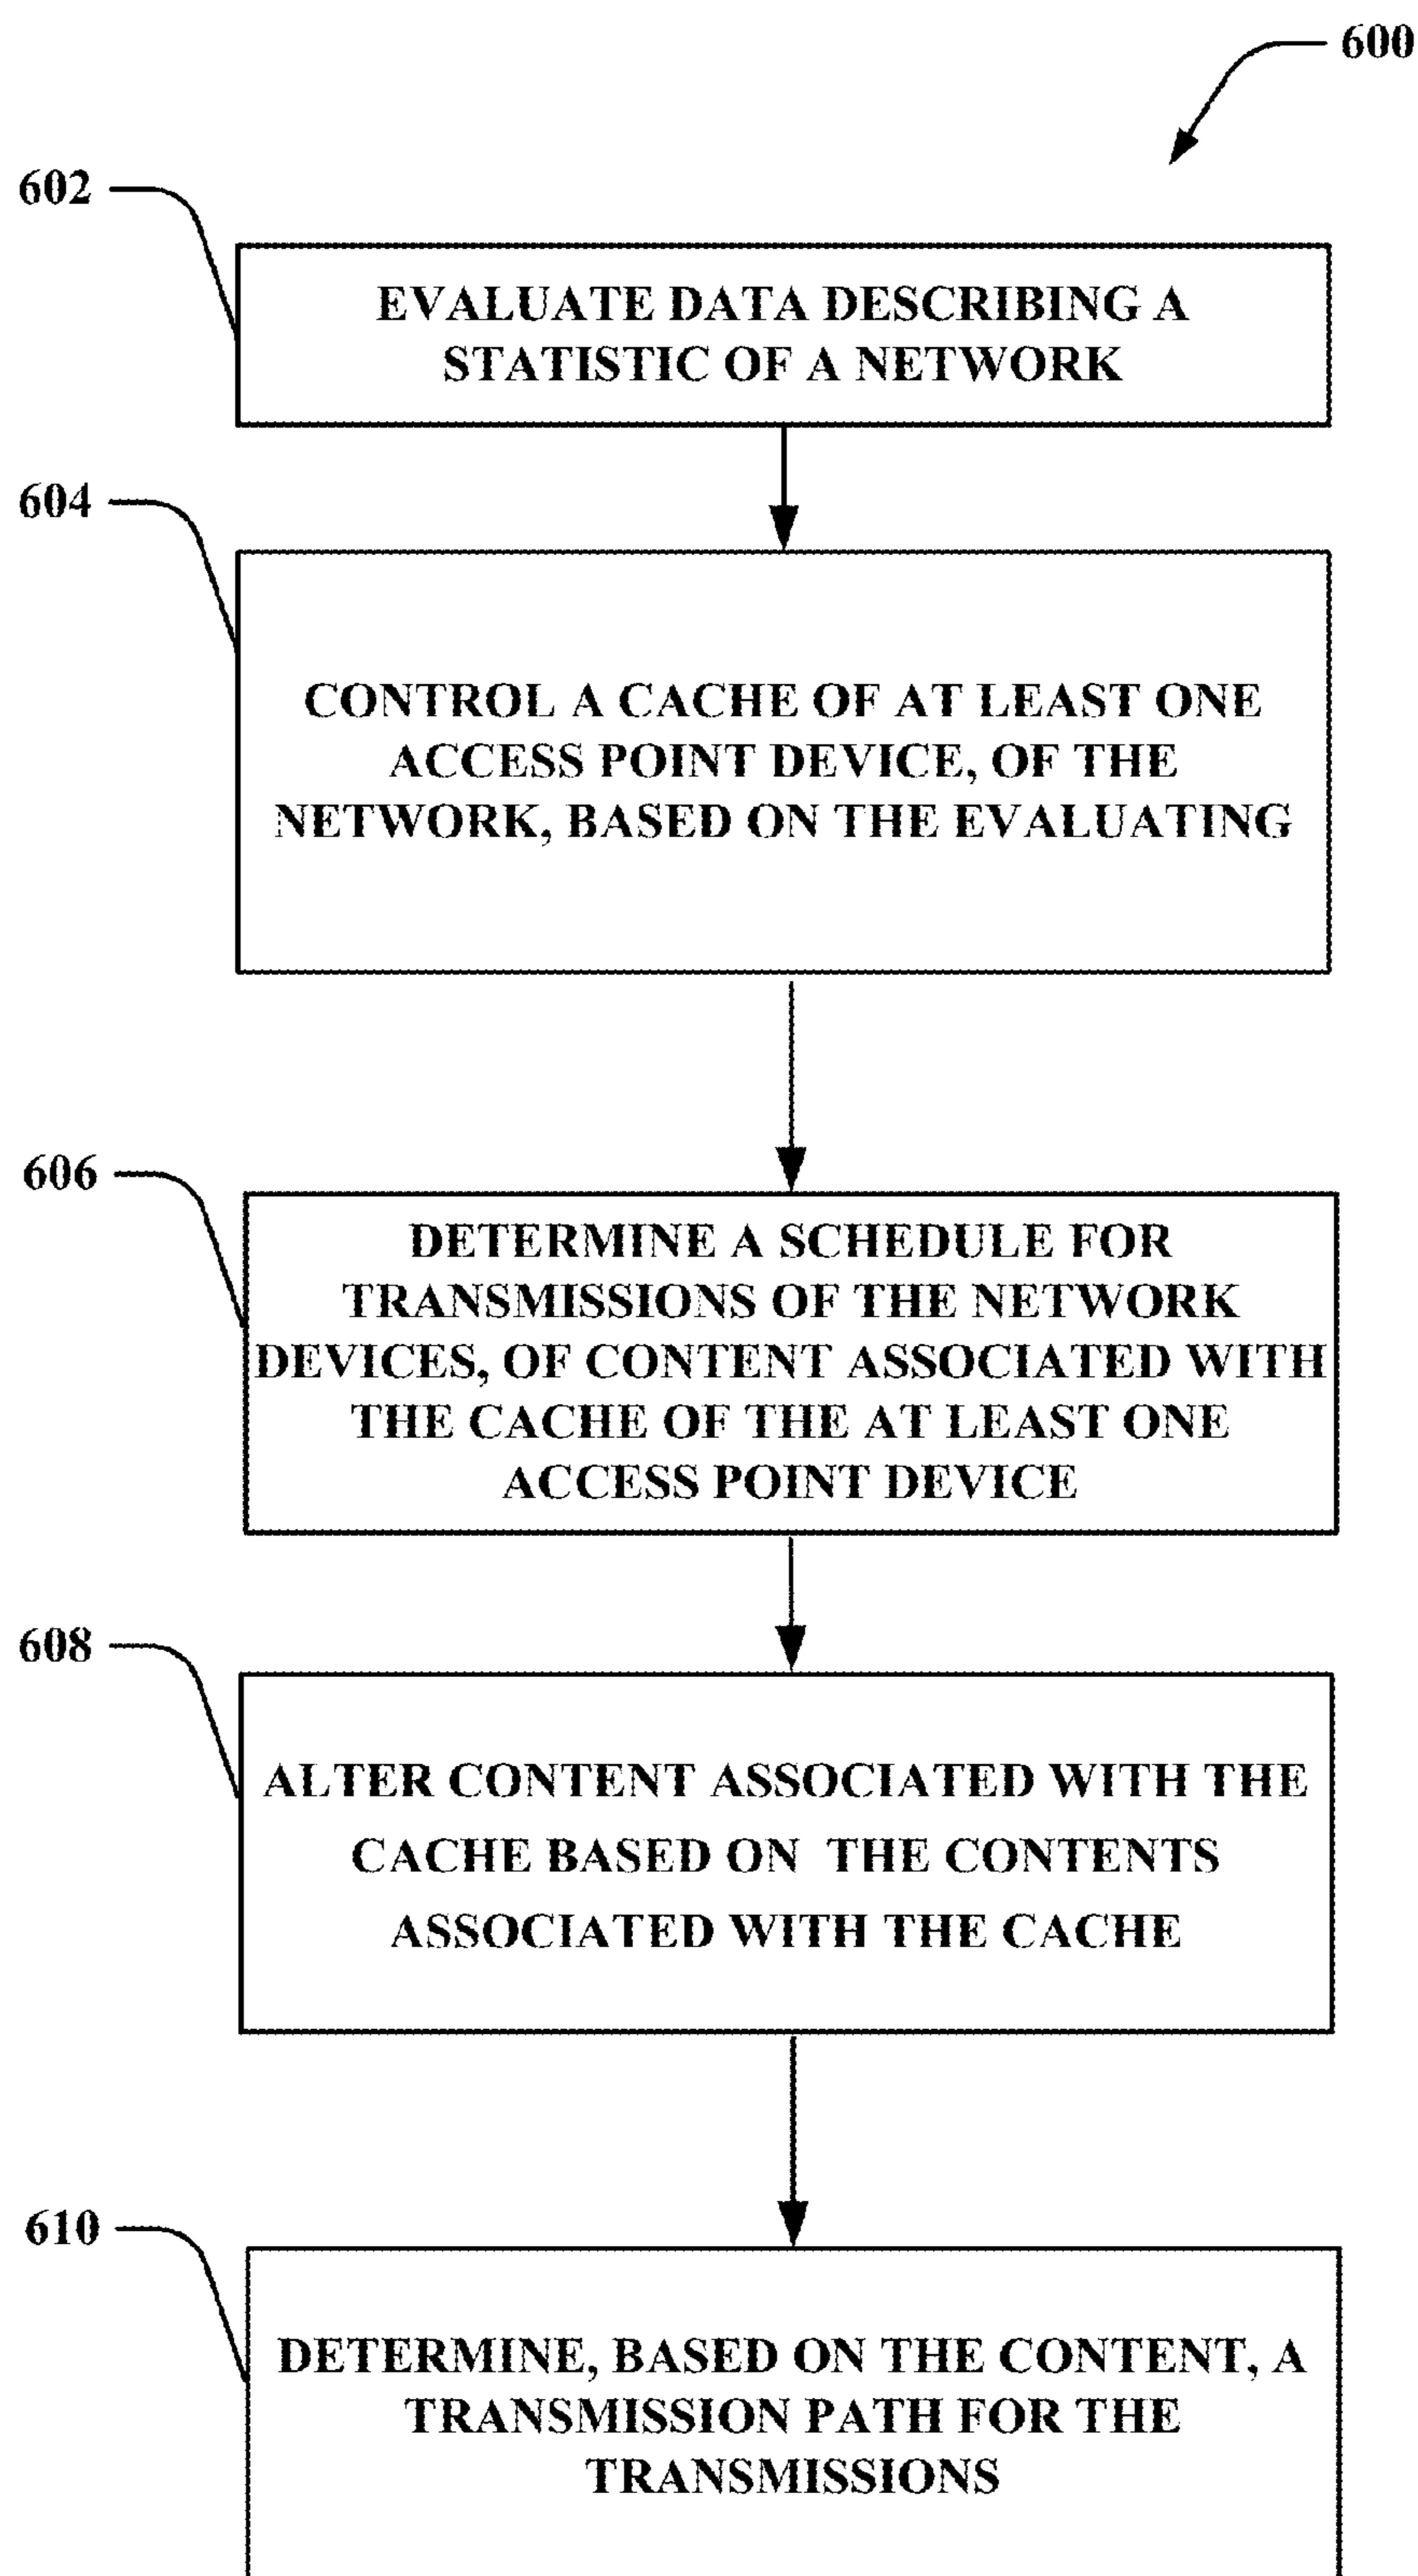 600
602
EVALUATE DATA DESCRIBING A
STATISTIC OF A NETWORK
604
CONTROL A CACHE OF AT LEAST ONE
ACCESS POINT DEVICE, OF THE
NETWORK, BASED ON THE EVALUATING
606
DETERMINE A SCHEDULE FOR
TRANSMISSIONS OF THE NETWORK
DEVICES, OF CONTENT ASSOCIATED WITH
THE CACHE OF THE AT LEAST ONE
ACCESS POINT DEVICE
608
ALTER CONTENT ASSOCIATED WITH THE
CACHE BASED ON THE CONTENTS
ASSOCIATED WITH THE CACHE
610
DETERMINE, BASED ON THE CONTENT, A
TRANSMISSION PATH FOR THE
TRANSMISSIONS